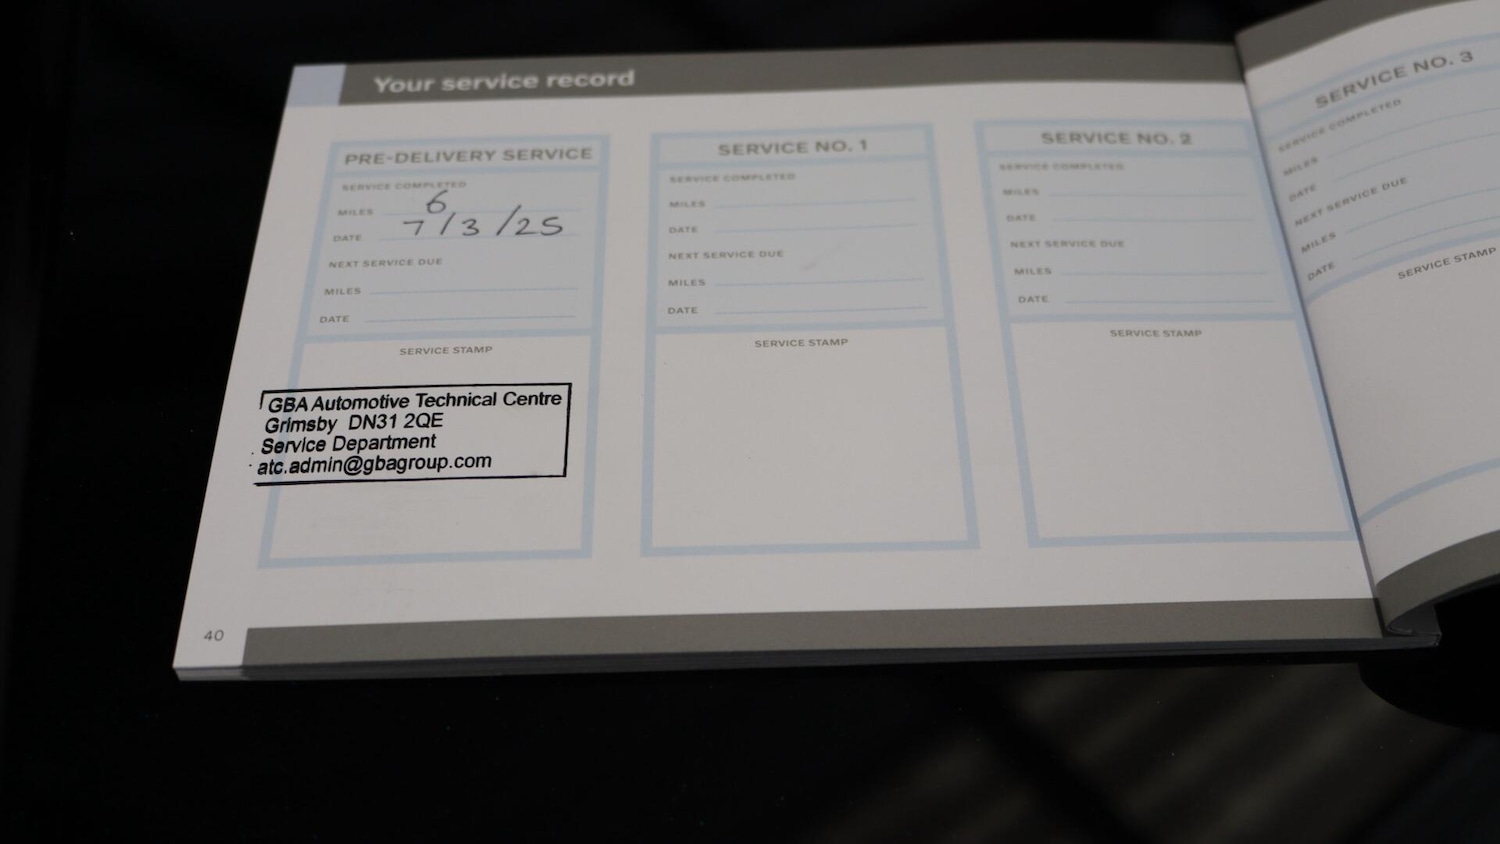 Your service record
PRE-DELIVERY SERVICE
SERVICE COMPLETED
MILES 6
DATE 7/3/25
NEXT SERVICE DUE
MILES
DATE
SERVICE STAMP
GBA Automotive Technical Centre
Grimsby DN31 2QE
Service Department
atc.admin@gbagroup.com
SERVICE NO. 1
SERVICE COMPLETED
MILES
DATE
NEXT SERVICE DUE
MILES
DATE
SERVICE STAMP
SERVICE NO. 2
SERVICE COMPLETED
MILES
DATE
NEXT SERVICE DUE
MILES
DATE
SERVICE STAMP
SERVICE NO. 3
SERVICE COMPLETED
MILES
DATE
NEXT SERVICE DUE
MILES
DATE
SERVICE STAMP
40